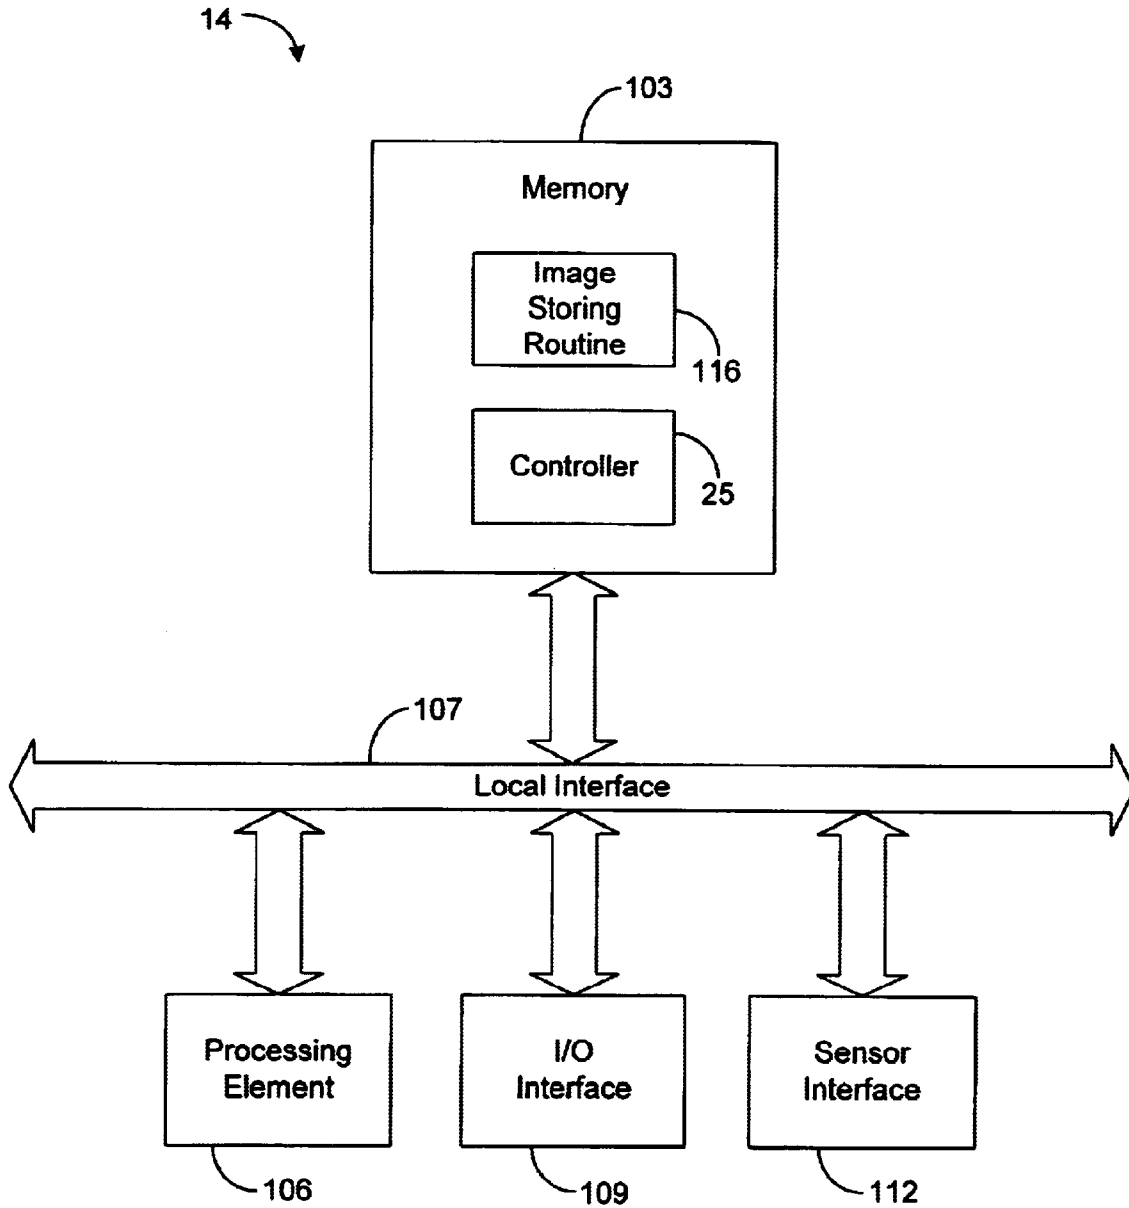 14
103
Memory
Image
Storing
Routine
116
Controller
25
107
Local Interface
Processing
Element
I/O
Interface
Sensor
Interface
106
109
112